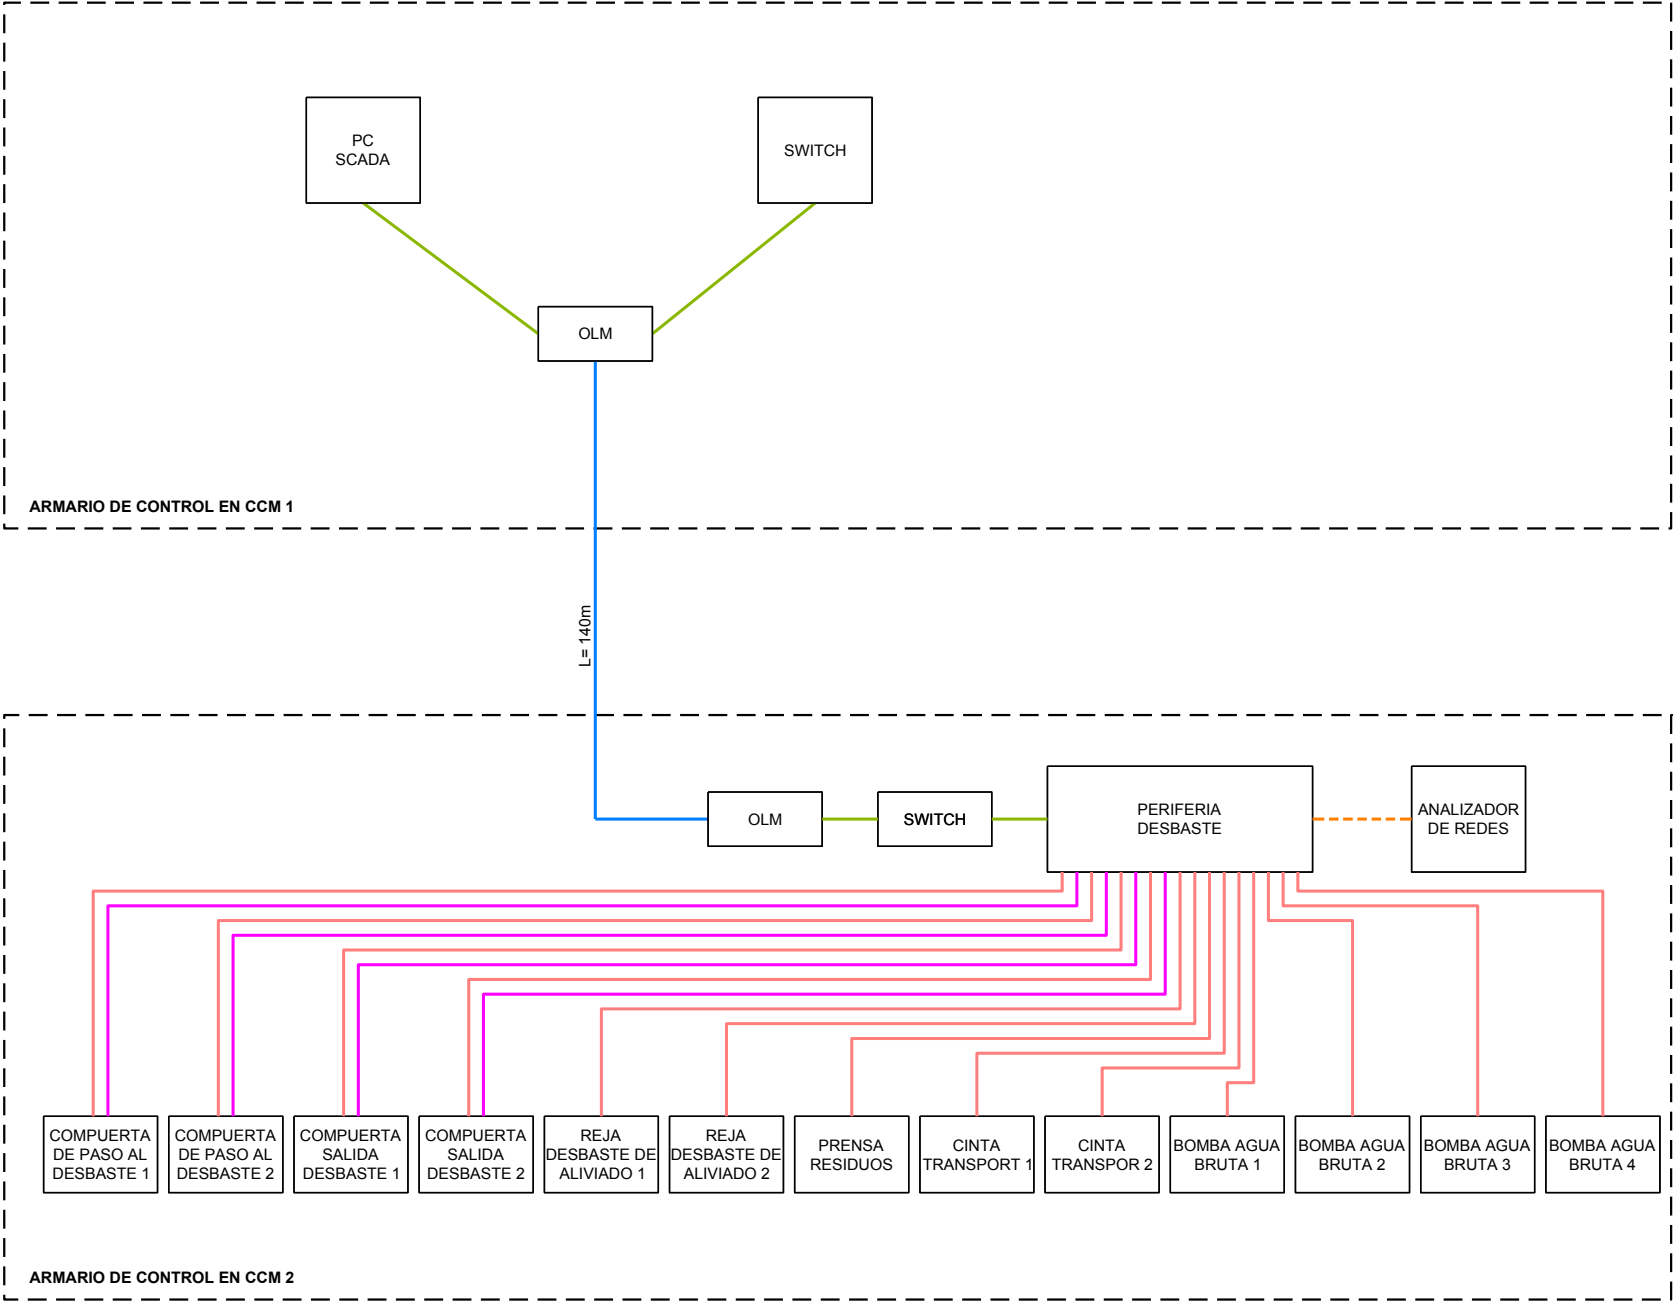 PC
SCADA
SWITCH
OLM
ARMARIO DE CONTROL EN CCM 1
L= 140m
OLM
SWITCH
PERIFERIA
DESBASTE
ANALIZADOR
DE REDES
COMPUERTA
DE PASO AL
DESBASTE 1
COMPUERTA
DE PASO AL
DESBASTE 2
COMPUERTA
SALIDA
DESBASTE 1
COMPUERTA
SALIDA
DESBASTE 2
REJA
DESBASTE DE
ALIVIADO 1
REJA
DESBASTE DE
ALIVIADO 2
PRENSA
RESIDUOS
CINTA
TRANSPORT 1
CINTA
TRANSPOR 2
BOMBA AGUA
BRUTA 1
BOMBA AGUA
BRUTA 2
BOMBA AGUA
BRUTA 3
BOMBA AGUA
BRUTA 4
ARMARIO DE CONTROL EN CCM 2